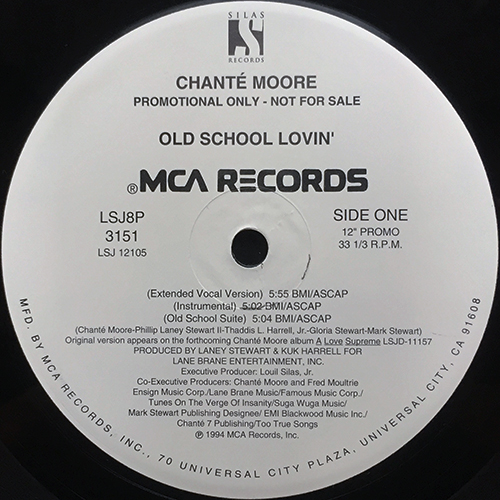 SILAS
S
RECORDS
CHANTÉ MOORE
PROMOTIONAL ONLY - NOT FOR SALE
OLD SCHOOL LOVIN'
®MCA RECORDS
LSJ8P
3151
LSJ 12105
SIDE ONE
12" PROMO
33 1/3 R.P.M.
(Extended Vocal Version) 5:55 BMI/ASCAP
(Instrumental) 5:02 BMI/ASCAP
(Old School Suite) 5:04 BMI/ASCAP
(Chanté Moore-Phillip Laney Stewart II-Thaddis L. Harrell, Jr.-Gloria Stewart-Mark Stewart)
Original version appears on the forthcoming Chanté Moore album A Love Supreme LSJD-11157
PRODUCED BY LANEY STEWART & KUK HARRELL FOR
LANE BRANE ENTERTAINMENT, INC.
Executive Producer: Louil Silas, Jr.
Co-Executive Producers: Chanté Moore and Fred Moultrie
Ensign Music Corp./Lane Brane Music/Famous Music Corp./
Tunes On The Verge Of Insanity/Suga Wuga Music/
Mark Stewart Publishing Designee/ EMI Blackwood Music Inc./
Chanté 7 Publishing/Too True Songs
℗ 1994 MCA Records, Inc.
MFD. BY MCA RECORDS, INC., 70 UNIVERSAL CITY PLAZA, UNIVERSAL CITY, CA 91608